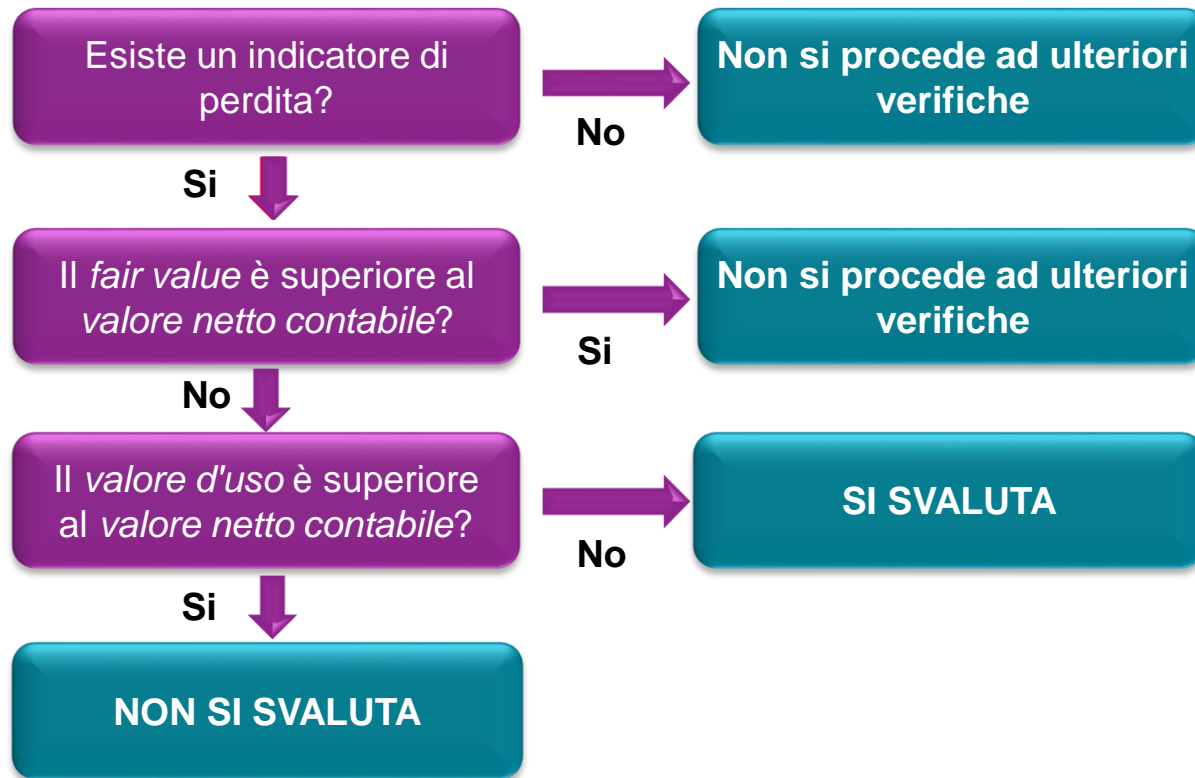 Esiste un indicatore di
perdita?
No
Non si procede ad ulteriori
verifiche
Si
Il fair value è superiore al
valore netto contabile?
Si
Non si procede ad ulteriori
verifiche
No
Il valore d'uso è superiore
al valore netto contabile?
No
SI SVALUTA
Si
NON SI SVALUTA